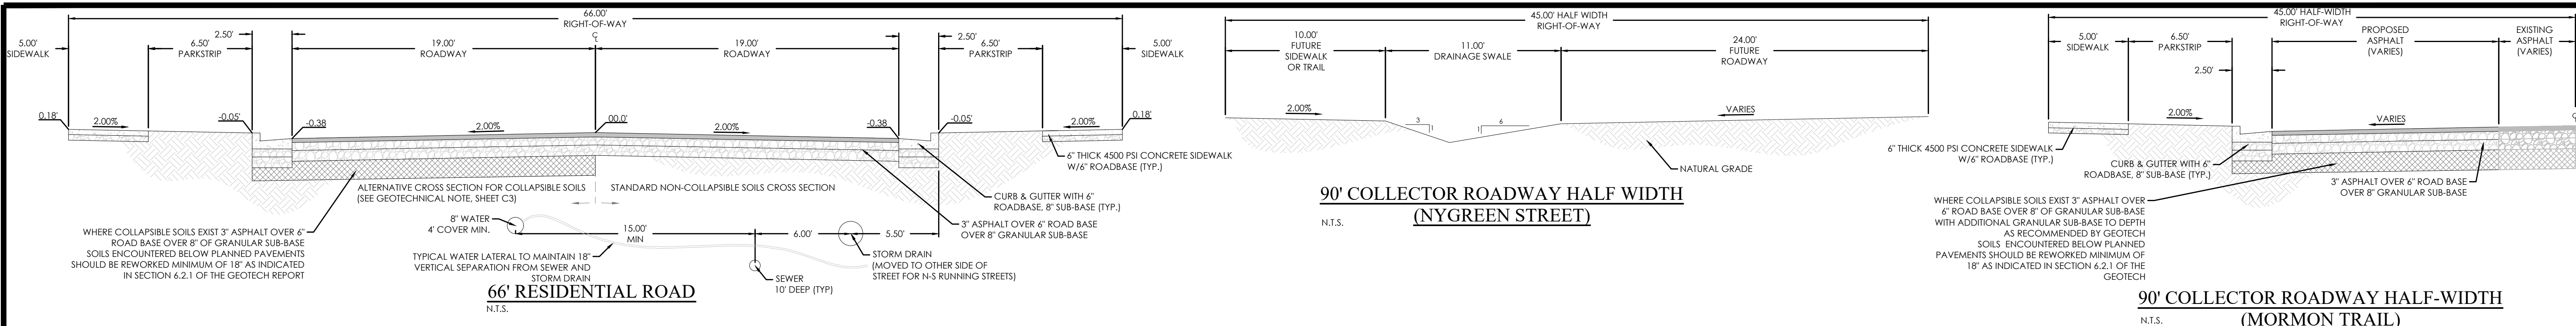 66.00'
RIGHT-OF-WAY
C
L
5.00'
SIDEWALK
6.50'
PARKSTRIP
2.50'
19.00'
ROADWAY
19.00'
ROADWAY
2.50'
6.50'
PARKSTRIP
5.00'
SIDEWALK
0.18'
2.00%
-0.05'
-0.38
2.00%
00.0'
2.00%
-0.38
-0.05'
2.00%
0.18'
6" THICK 4500 PSI CONCRETE SIDEWALK
W/6" ROADBASE (TYP.)
ALTERNATIVE CROSS SECTION FOR COLLAPSIBLE SOILS
(SEE GEOTECHNICAL NOTE, SHEET C3)
STANDARD NON-COLLAPSIBLE SOILS CROSS SECTION
CURB & GUTTER WITH 6"
ROADBASE, 8" SUB-BASE (TYP.)
3" ASPHALT OVER 6" ROAD BASE
OVER 8" GRANULAR SUB-BASE
WHERE COLLAPSIBLE SOILS EXIST 3" ASPHALT OVER 6"
ROAD BASE OVER 8" OF GRANULAR SUB-BASE
SOILS ENCOUNTERED BELOW PLANNED PAVEMENTS
SHOULD BE REWORKED MINIMUM OF 18" AS INDICATED
IN SECTION 6.2.1 OF THE GEOTECH REPORT
8" WATER
4' COVER MIN.
15.00'
MIN
6.00'
5.50'
TYPICAL WATER LATERAL TO MAINTAIN 18"
VERTICAL SEPARATION FROM SEWER AND
STORM DRAIN
STORM DRAIN
(MOVED TO OTHER SIDE OF
STREET FOR N-S RUNNING STREETS)
SEWER
10' DEEP (TYP)
66' RESIDENTIAL ROAD
N.T.S.
45.00' HALF WIDTH
RIGHT-OF-WAY
10.00'
FUTURE
SIDEWALK
OR TRAIL
11.00'
DRAINAGE SWALE
24.00'
FUTURE
ROADWAY
2.00%
3
1
1
6
VARIES
NATURAL GRADE
90' COLLECTOR ROADWAY HALF WIDTH
(NYGREEN STREET)
N.T.S.
45.00' HALF-WIDTH
RIGHT-OF-WAY
5.00'
SIDEWALK
6.50'
PARKSTRIP
2.50'
PROPOSED
ASPHALT
(VARIES)
EXISTING
ASPHALT
(VARIES)
2.00%
VARIES
6" THICK 4500 PSI CONCRETE SIDEWALK
W/6" ROADBASE (TYP.)
CURB & GUTTER WITH 6"
ROADBASE, 8" SUB-BASE (TYP.)
3" ASPHALT OVER 6" ROAD BASE
OVER 8" GRANULAR SUB-BASE
WHERE COLLAPSIBLE SOILS EXIST 3" ASPHALT OVER
6" ROAD BASE OVER 8" OF GRANULAR SUB-BASE
WITH ADDITIONAL GRANULAR SUB-BASE TO DEPTH
AS RECOMMENDED BY GEOTECH
SOILS ENCOUNTERED BELOW PLANNED
PAVEMENTS SHOULD BE REWORKED MINIMUM OF
18" AS INDICATED IN SECTION 6.2.1 OF THE
GEOTECH
90' COLLECTOR ROADWAY HALF-WIDTH
(MORMON TRAIL)
N.T.S.